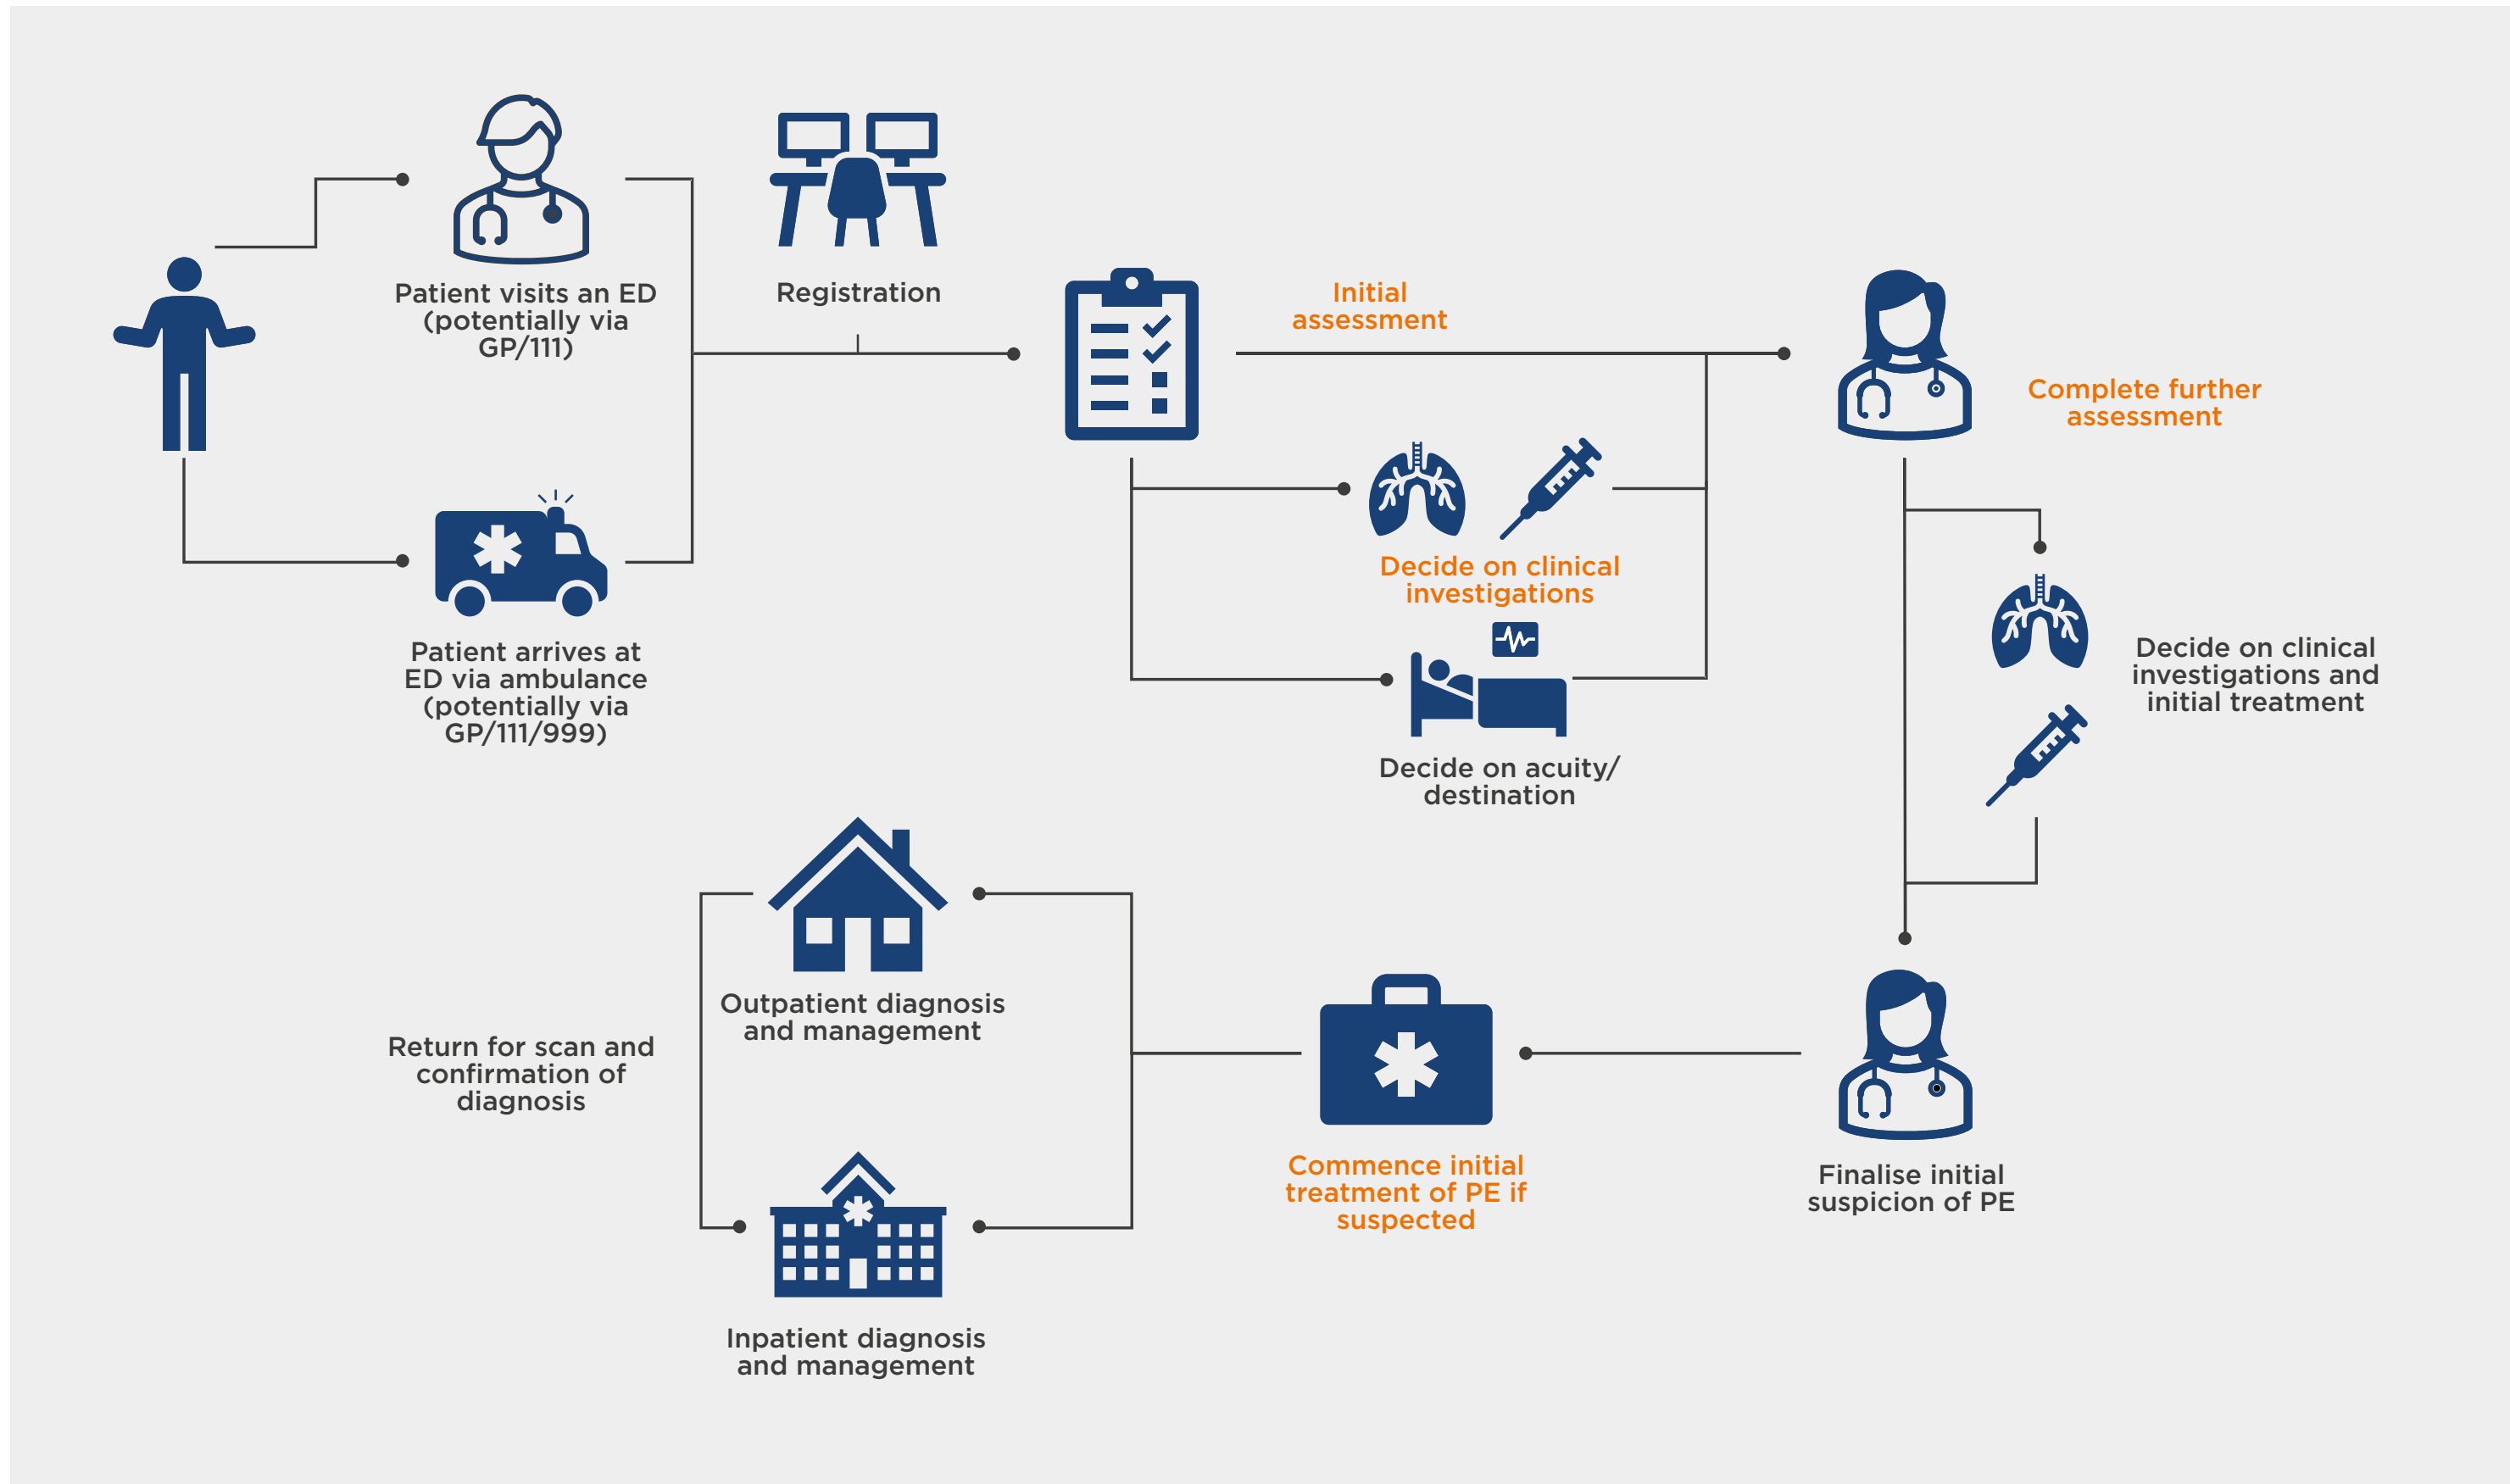 Patient visits an ED
(potentially via
GP/111)
Registration
Initial
assessment
Complete further
assessment
Decide on clinical
investigations
Patient arrives at
ED via ambulance
(potentially via
GP/111/999)
Decide on clinical
investigations and
initial treatment
Decide on acuity/
destination
Outpatient diagnosis
and management
Return for scan and
confirmation of
diagnosis
Commence initial
treatment of PE if
suspected
Finalise initial
suspicion of PE
Inpatient diagnosis
and management